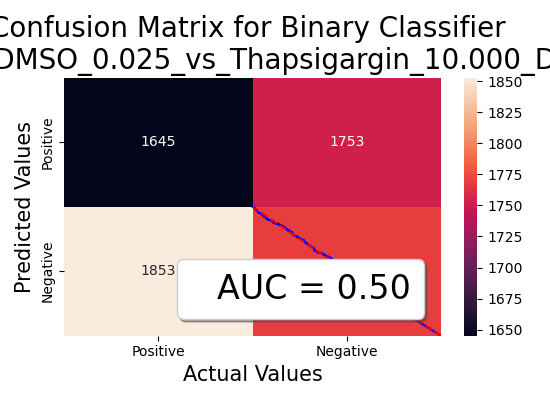 Confusion Matrix for Binary Classifier
DMSO_0.025_vs_Thapsigargin_10.000_D
Predicted Values
Positive
Negative
1645
1753
1853
AUC = 0.50
Positive
Negative
Actual Values
1850
1825
1800
1775
1750
1725
1700
1675
1650